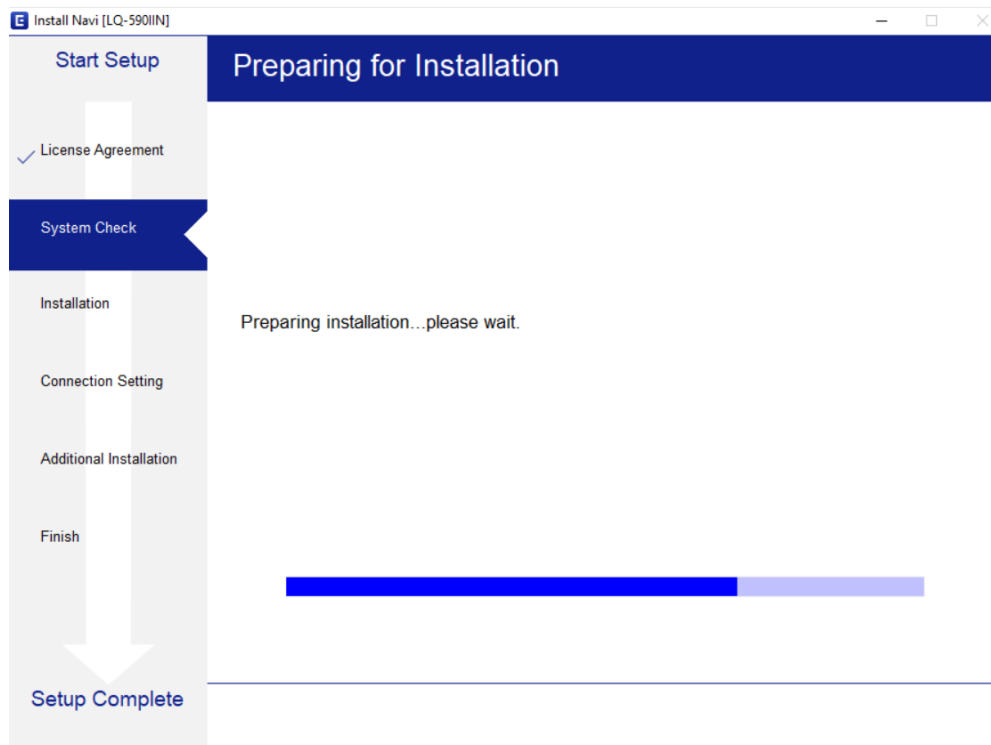 E Install Navi [LQ-590IIN]
Start Setup
Preparing for Installation
License Agreement
System Check
Installation
Preparing installation...please wait.
Connection Setting
Additional Installation
Finish
Setup Complete